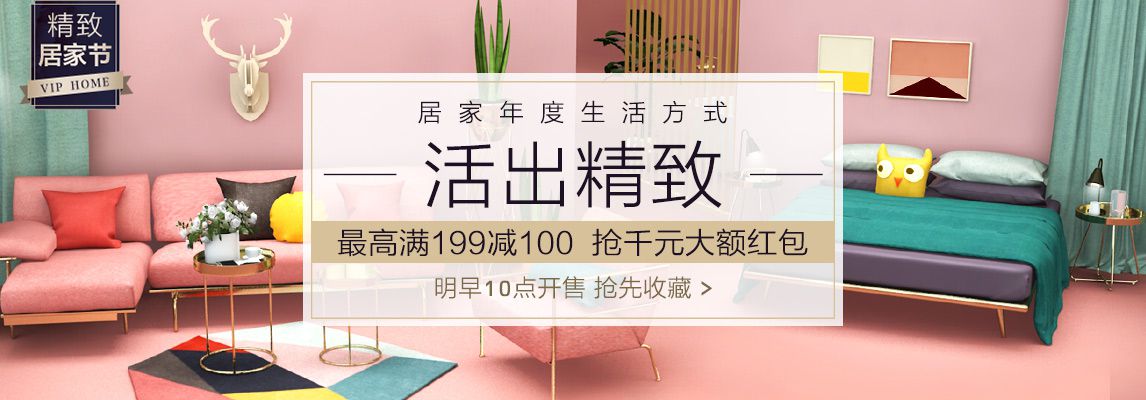 精致
居家节
VIP HOME
居家年度生活方式
活出精致
最高满199减100 抢千元大额红包
明早10点开售 抢先收藏 >